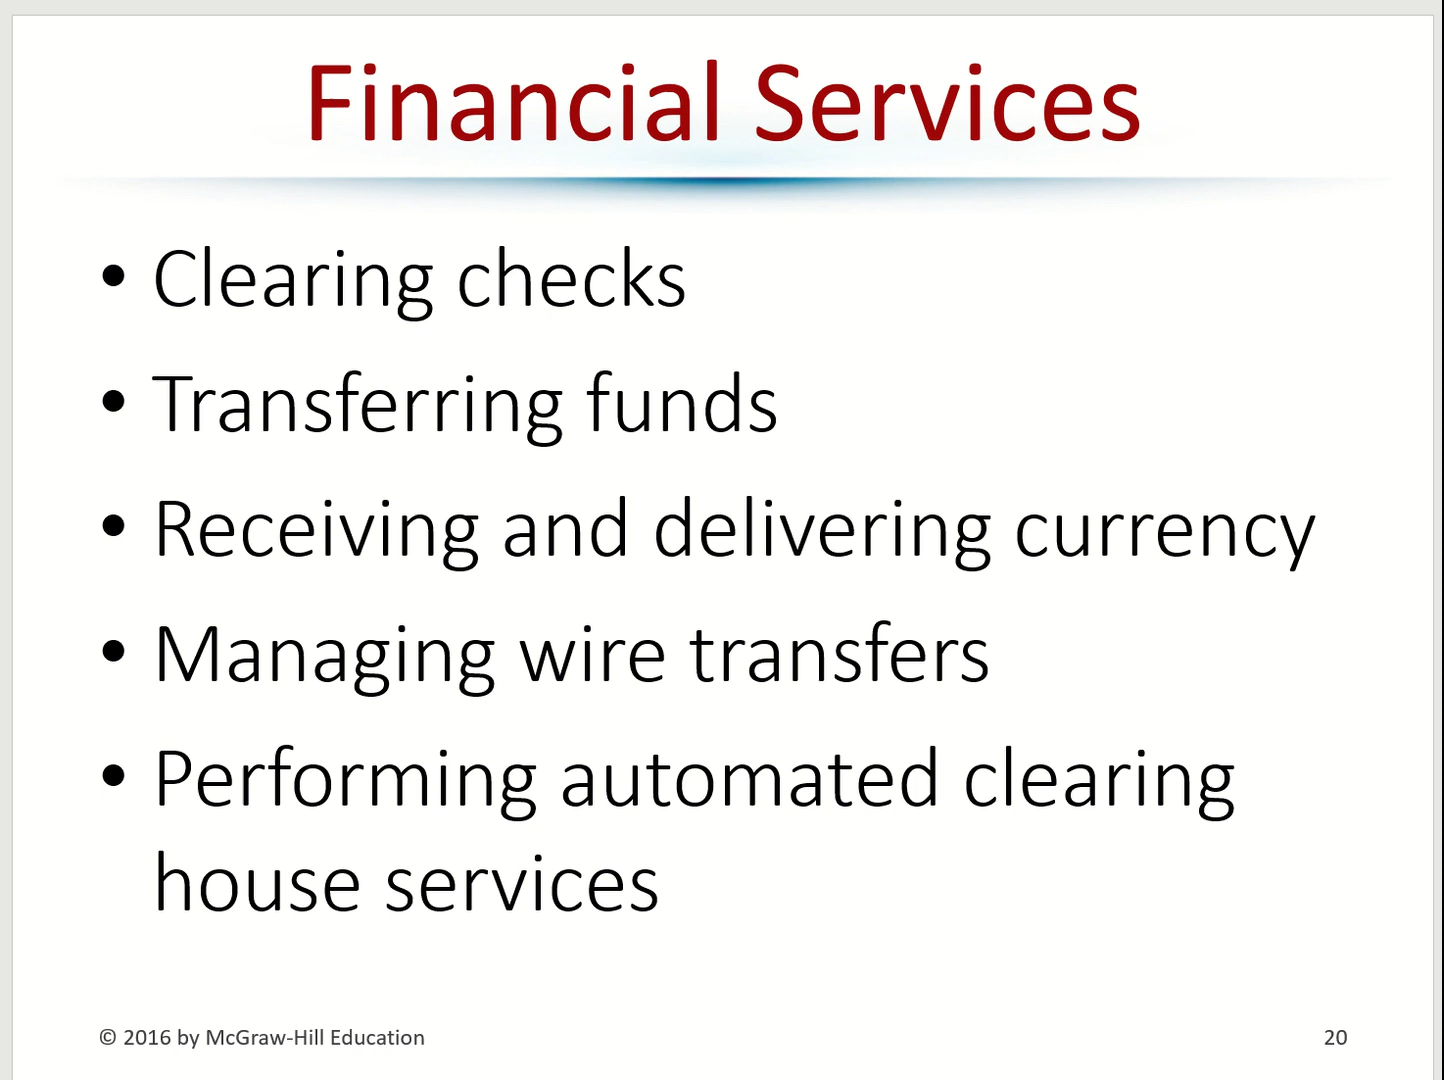 Financial Services
• Clearing checks
• Transferring funds
• Receiving and delivering currency
• Managing wire transfers
• Performing automated clearing
house services
© 2016 by McGraw-Hill Education
20